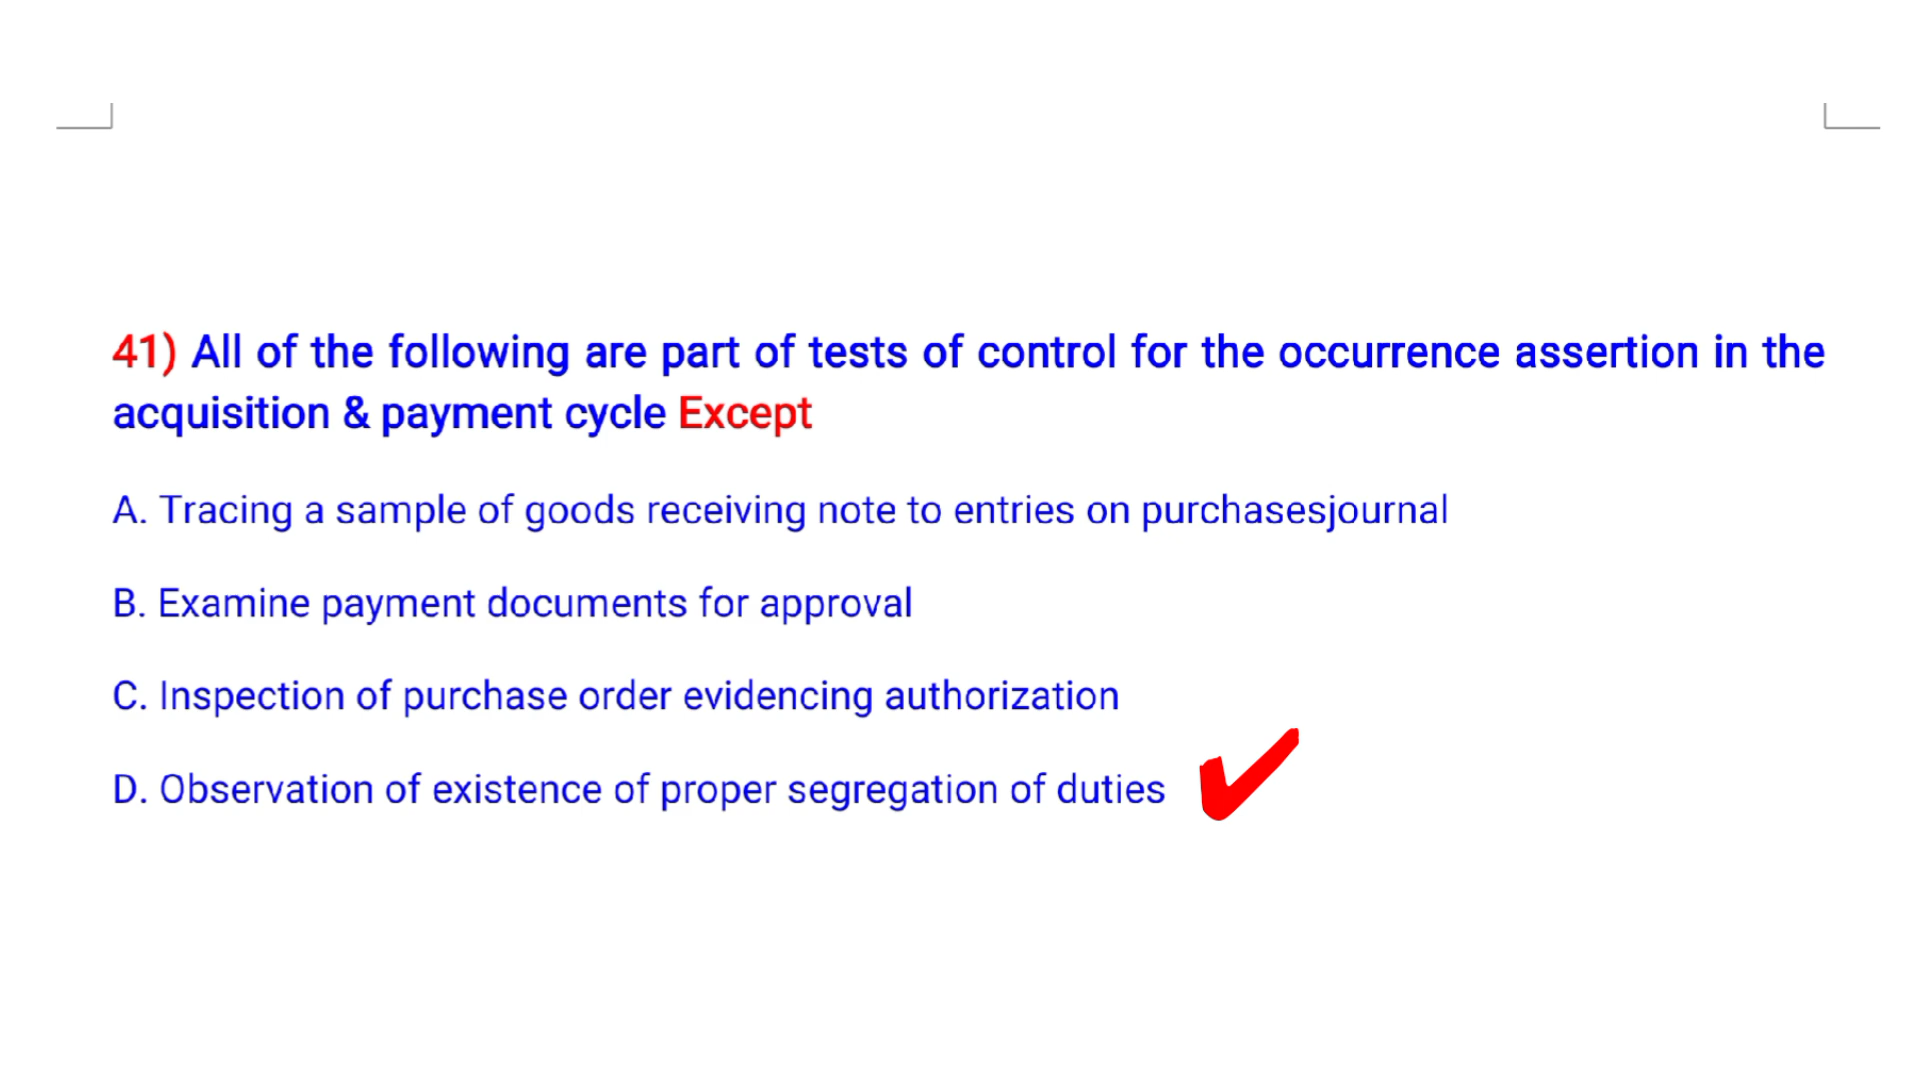 41) All of the following are part of tests of control for the occurrence assertion in the
acquisition & payment cycle Except
A. Tracing a sample of goods receiving note to entries on purchasesjournal
B. Examine payment documents for approval
C. Inspection of purchase order evidencing authorization
D. Observation of existence of proper segregation of duties